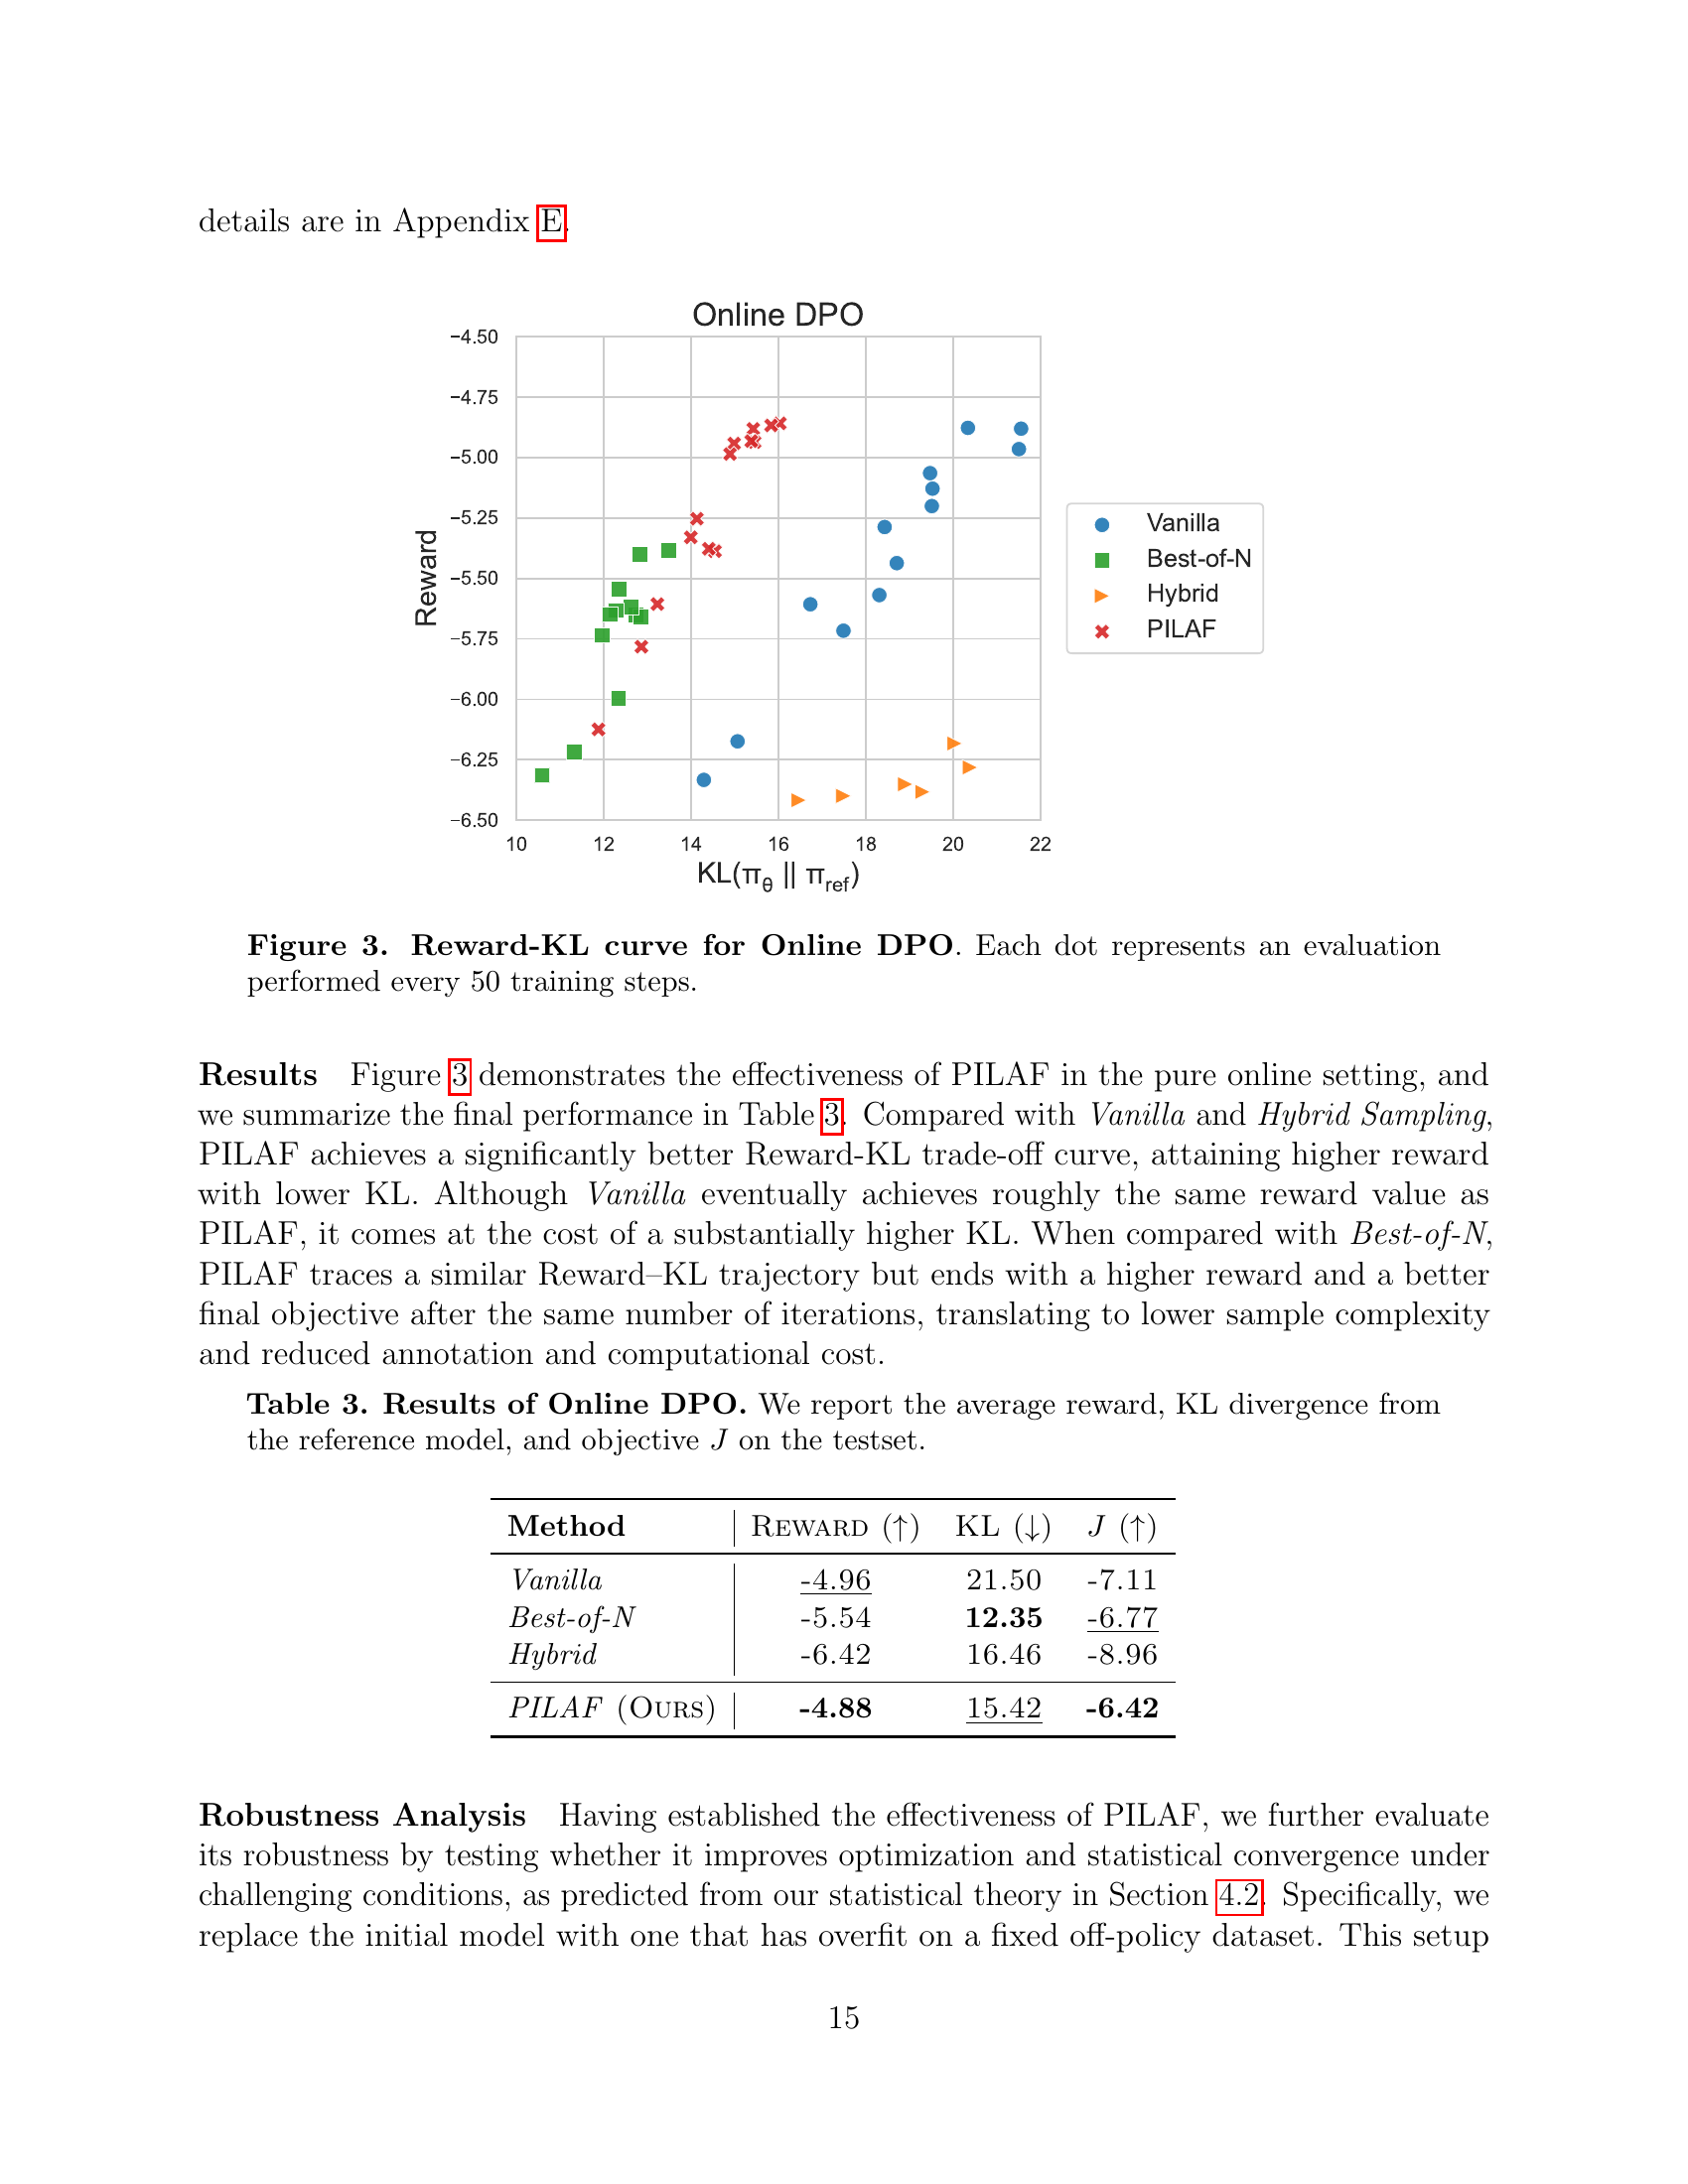 details are in Appendix E.
Online DPO
−4.50
−4.75
−5.00
−5.25
−5.50
−5.75
−6.00
−6.25
−6.50
Reward
10 12 14 16 18 20 22
KL(πθ || πref)
Vanilla
Best-of-N
Hybrid
PILAF
Figure 3. Reward-KL curve for Online DPO. Each dot represents an evaluation
performed every 50 training steps.
Results Figure 3 demonstrates the effectiveness of PILAF in the pure online setting, and
we summarize the final performance in Table 3. Compared with Vanilla and Hybrid Sampling,
PILAF achieves a significantly better Reward-KL trade-off curve, attaining higher reward
with lower KL. Although Vanilla eventually achieves roughly the same reward value as
PILAF, it comes at the cost of a substantially higher KL. When compared with Best-of-N,
PILAF traces a similar Reward–KL trajectory but ends with a higher reward and a better
final objective after the same number of iterations, translating to lower sample complexity
and reduced annotation and computational cost.
Table 3. Results of Online DPO. We report the average reward, KL divergence from
the reference model, and objective J on the testset.
Method Reward (↑) KL (↓) J (↑)
Vanilla -4.96 21.50 -7.11
Best-of-N -5.54 12.35 -6.77
Hybrid -6.42 16.46 -8.96
PILAF (Ours) -4.88 15.42 -6.42
Robustness Analysis Having established the effectiveness of PILAF, we further evaluate
its robustness by testing whether it improves optimization and statistical convergence under
challenging conditions, as predicted from our statistical theory in Section 4.2. Specifically, we
replace the initial model with one that has overfit on a fixed off-policy dataset. This setup
15